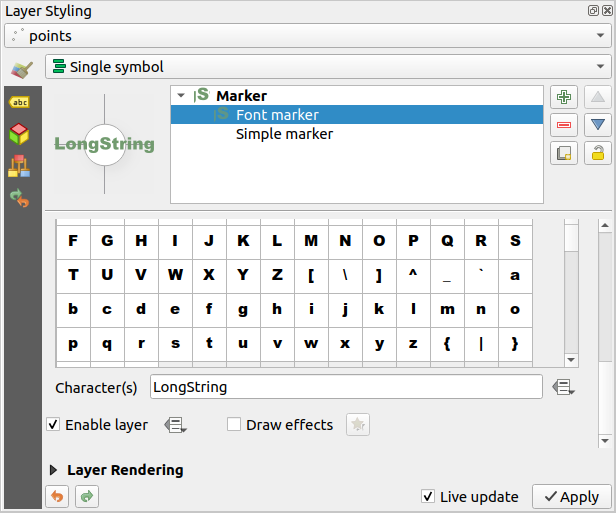 Layer Styling
points
Single symbol
abc
LongString
S Marker
S Font marker
Simple marker
F G H I J K L M N O P Q R S
T U V W X Y Z [ \ ] ^ _ ` a
b c d e f g h i j k l m n o
p q r s t u v w x y z { | }
Character(s) LongString
Enable layer Draw effects
Layer Rendering
Live update Apply